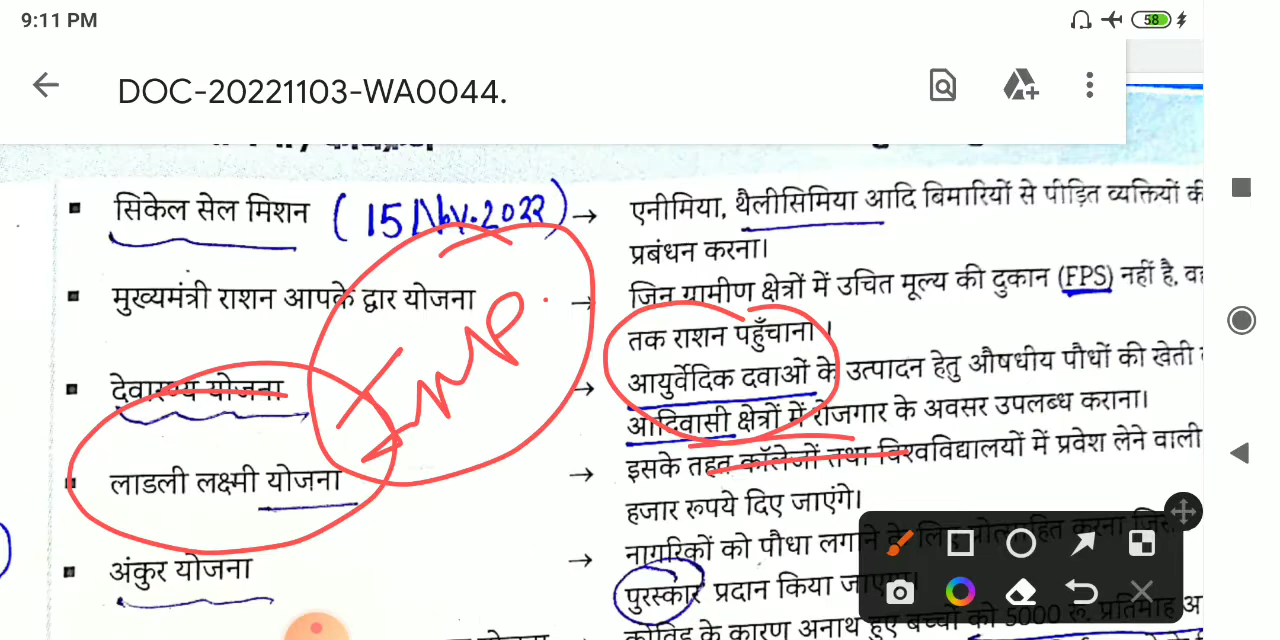 9:11 PM
58
DOC-20221103-WA0044.
सिकेल सेल मिशन (15 Nov. 2022) → एनीमिया, थैलीसिमिया आदि बिमारियों से पीड़ित व्यक्तियों की
प्रबंधन करना।
मुख्यमंत्री राशन आपके द्वार योजना → जिन ग्रामीण क्षेत्रों में उचित मूल्य की दुकान (FPS) नहीं है,
तक राशन पहुँचाना ।
IMP.
देवारण्य योजना → आयुर्वेदिक दवाओं के उत्पादन हेतु औषधीय पौधों की खेती
आदिवासी क्षेत्रों में रोजगार के अवसर उपलब्ध कराना।
लाडली लक्ष्मी योजना → इसके तहत कॉलेजों तथा विश्वविद्यालयों में प्रवेश लेने वाली
हजार रूपये दिए जाएंगे।
अंकुर योजना → नागरिकों को पौधा लगाने के लिए प्रोत्साहित करना
पुरस्कार प्रदान किया जाएगा।
कोविड के कारण अनाथ हुए बच्चों को 5000 रू. प्रतिमाह